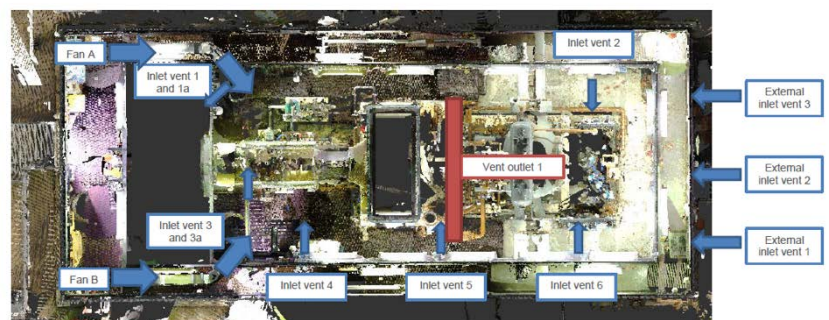 Inlet vent 2
Fan A
Inlet vent 1
and 1a
External
inlet vent 3
Vent outlet 1
External
inlet vent 2
Inlet vent 3
and 3a
External
inlet vent 1
Fan B
Inlet vent 4
Inlet vent 5
Inlet vent 6